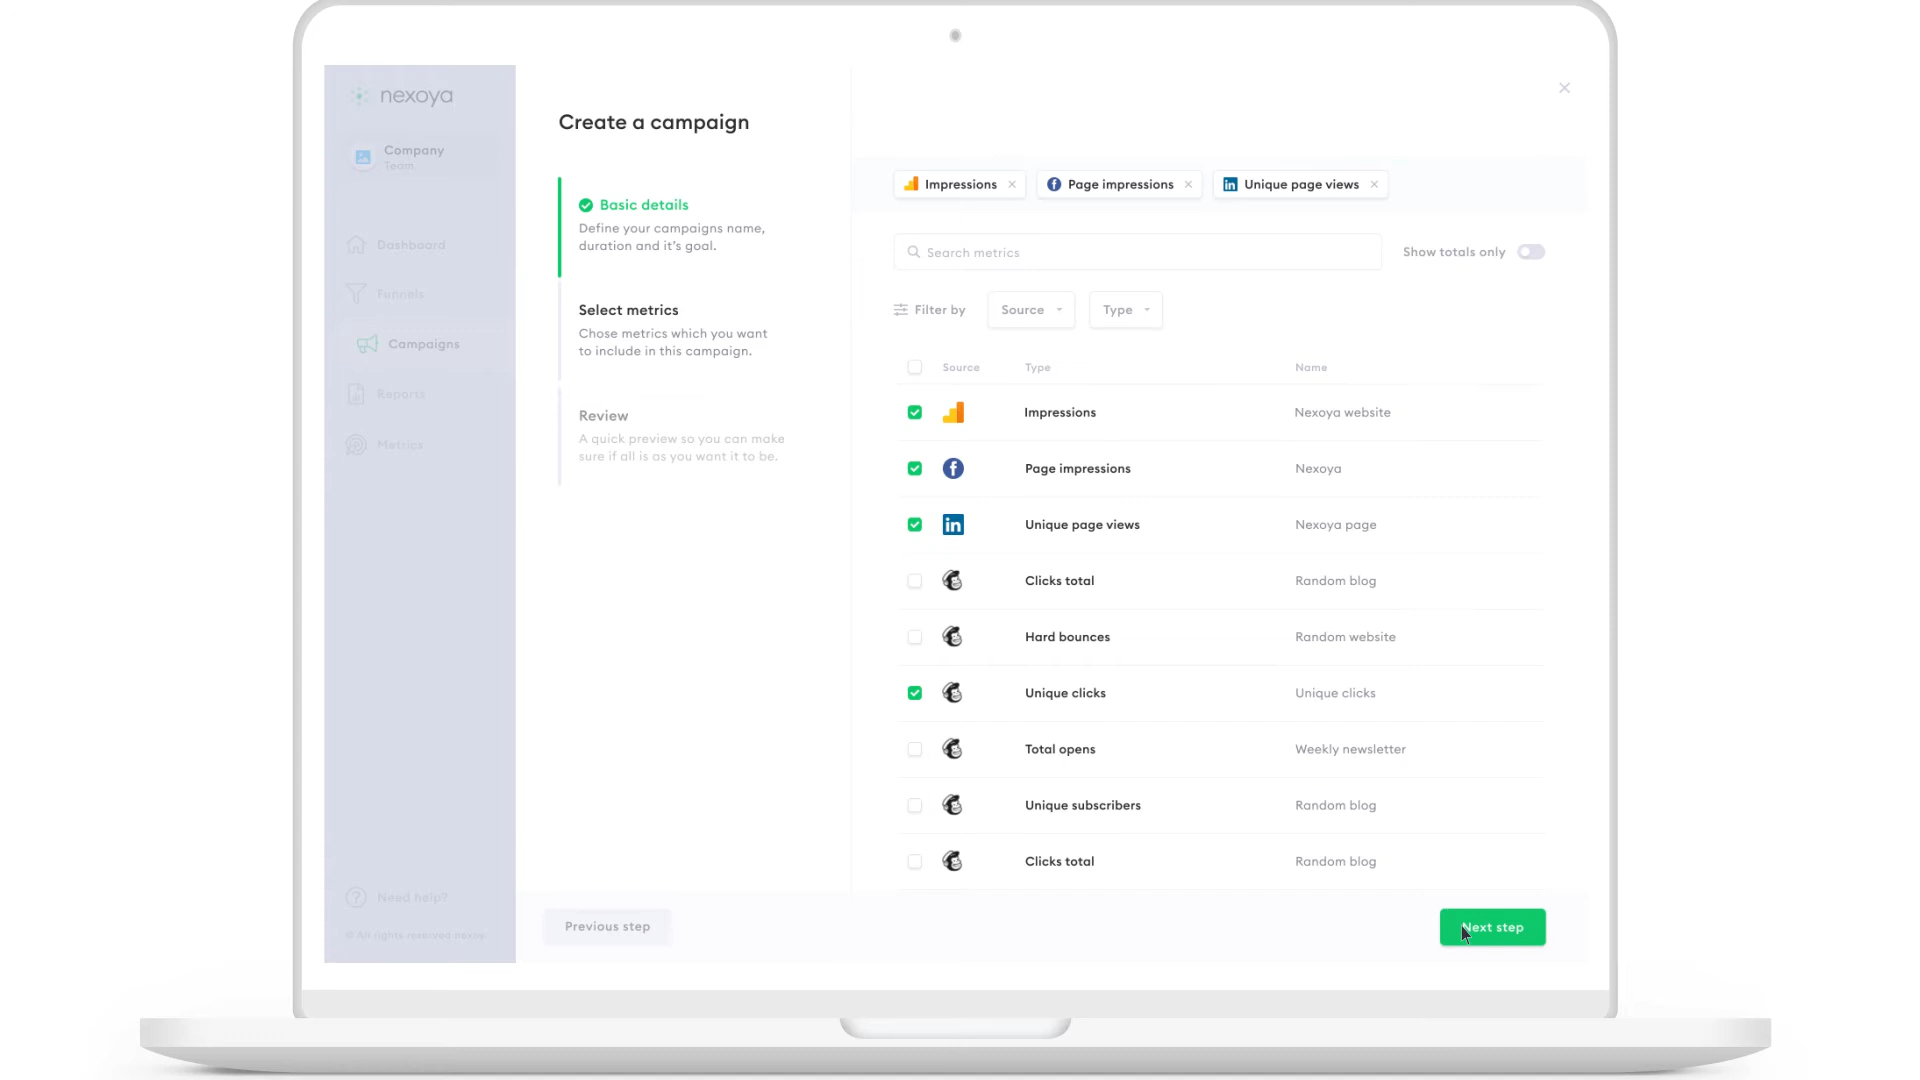 nexoya
Company
Team
Dashboard
Funnels
Campaigns
Reports
Metrics
Need help?
Create a campaign
Basic details
Define your campaigns name,
duration and it's goal.
Select metrics
Chose metrics which you want
to include in this campaign.
Review
A quick preview so you can make
sure if all is as you want it to be.
Impressions
Page impressions
Unique page views
Search metrics
Show totals only
Filter by
Source
Type
Source Type Name
Impressions Nexoya website
Page impressions Nexoya
Unique page views Nexoya page
Clicks total Random blog
Hard bounces Random website
Unique clicks Unique clicks
Total opens Weekly newsletter
Unique subscribers Random blog
Clicks total Random blog
© All rights reserved
Previous step
Next step